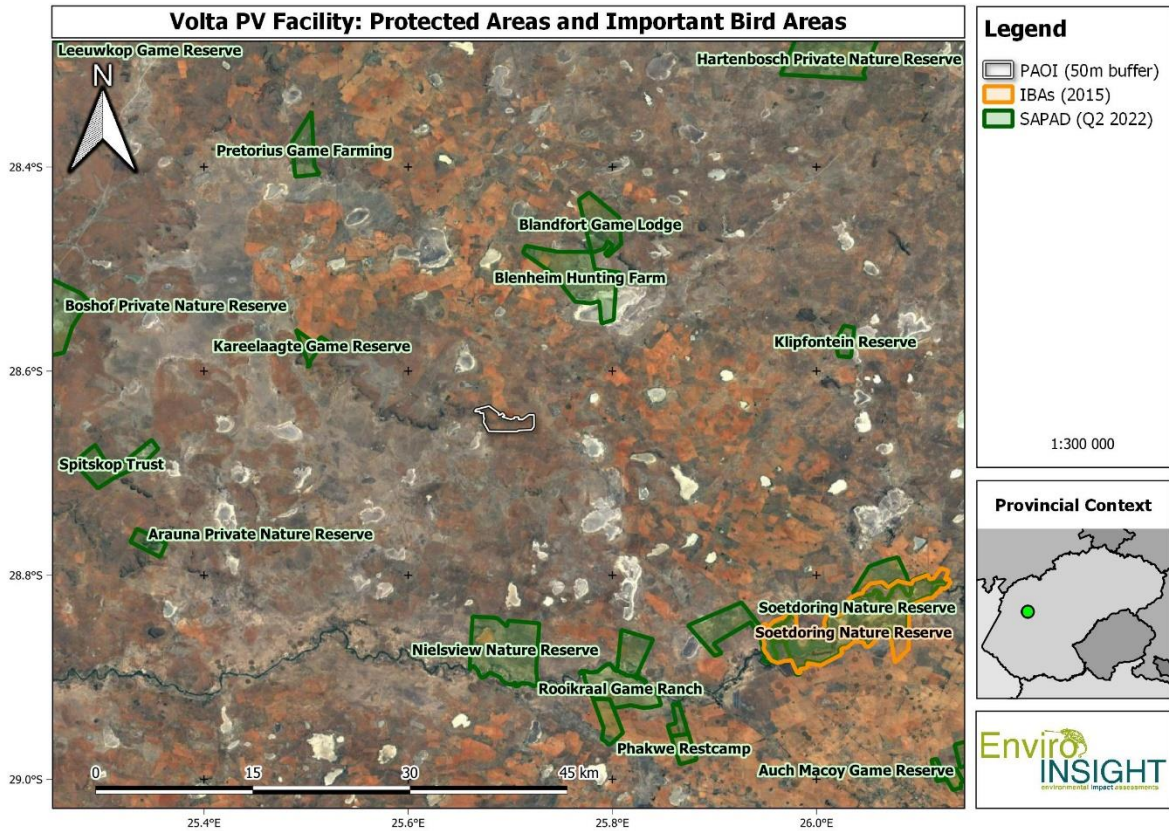 Volta PV Facility: Protected Areas and Important Bird Areas
Leeuwkop Game Reserve
N
Hartenbosch Private Nature Reserve
Pretorius Game Farming
Blandfort Game Lodge
Blenheim Hunting Farm
Boshof Private Nature Reserve
Kareelaagte Game Reserve
Klipfontein Reserve
Spitskop Trust
Arauna Private Nature Reserve
Soetdoring Nature Reserve
Soetdoring Nature Reserve
Nielsview Nature Reserve
Rooikraal Game Ranch
Phakwe Restcamp
Auch Macoy Game Reserve
0 15 30 45 km
28.4°S
28.6°S
28.8°S
29.0°S
25.4°E 25.6°E 25.8°E 26.0°E
Legend
PAOI (50m buffer)
IBAs (2015)
SAPAD (Q2 2022)
1:300 000
Provincial Context
Enviro
INSIGHT
environmental impact assessments